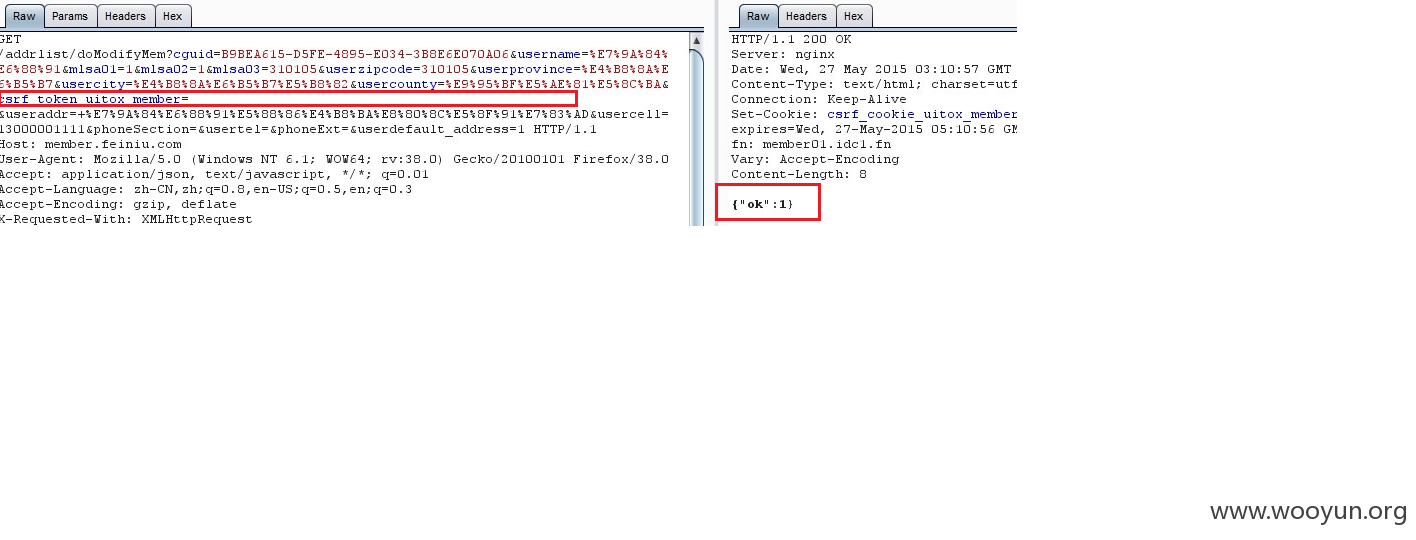 Raw Params Headers Hex
GET
/addrlist/doModifyMem?cguid=B9BEA615-D5FE-4895-E034-3B8E6E070A06&username=%E7%9A%84%
E6%88%91&mlsa01=1&mlsa02=1&mlsa03=310105&userzipcode=310105&userprovince=%E4%B8%8A%E
6%B5%B7&usercity=%E4%B8%8A%E6%B5%B7%E5%B8%82&usercounty=%E9%95%BF%E5%AE%81%E5%8C%BA&
csrf_token_uitox_member=
&useraddr=+%E7%9A%84%E6%88%91%E5%88%86%E4%B8%BA%E8%80%8C%E5%8F%91%E7%83%AD&usercell=
13000001111&phoneSection=&usertel=&phoneExt=&userdefault_address=1 HTTP/1.1
Host: member.feiniu.com
User-Agent: Mozilla/5.0 (Windows NT 6.1; WOW64; rv:38.0) Gecko/20100101 Firefox/38.0
Accept: application/json, text/javascript, */*; q=0.01
Accept-Language: zh-CN,zh;q=0.8,en-US;q=0.5,en;q=0.3
Accept-Encoding: gzip, deflate
X-Requested-With: XMLHttpRequest
Raw Headers Hex
HTTP/1.1 200 OK
Server: nginx
Date: Wed, 27 May 2015 03:10:57 GMT
Content-Type: text/html; charset=utf
Connection: Keep-Alive
Set-Cookie: csrf_cookie_uitox_member
expires=Wed, 27-May-2015 05:10:56 GM
fn: member01.idc1.fn
Vary: Accept-Encoding
Content-Length: 8
{"ok":1}
www.wooyun.org